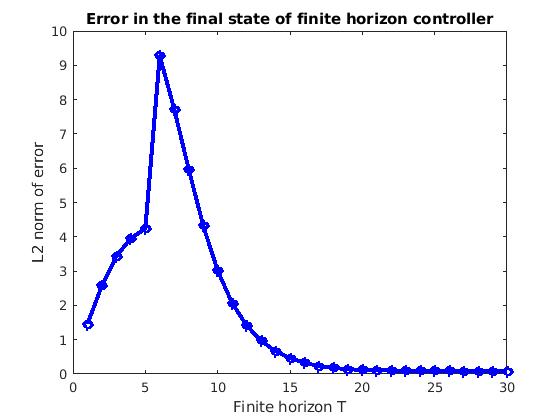 Error in the final state of finite horizon controller
10
9
8
7
6
5
4
3
2
1
0
L2 norm of error
0 5 10 15 20 25 30
Finite horizon T